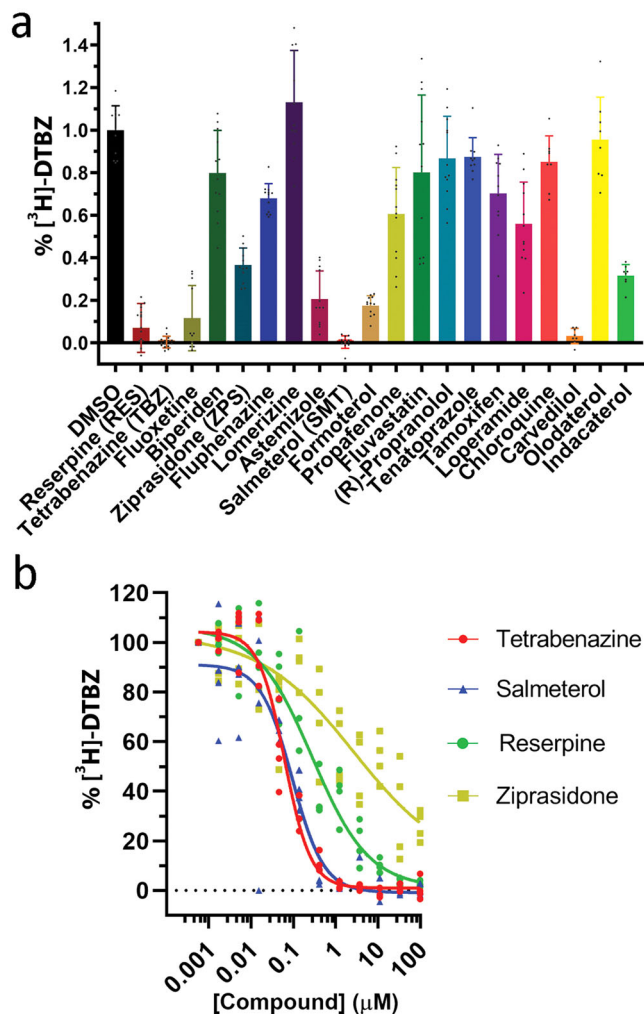 a
% [³H]-DTBZ
1.4
1.2
1.0
0.8
0.6
0.4
0.2
0.0
DMSO
Reserpine (RES)
Tetrabenazine (TBZ)
Fluoxetine
Biperiden
Ziprasidone (ZPS)
Fluphenazine
Lomerizine
Astemizole
Salmeterol (SMT)
Formoterol
Propafenone
Fluvastatin
(R)-Propranolol
Tenatoprazole
Tamoxifen
Loperamide
Chloroquine
Carvedilol
Olodaterol
Indacaterol
b
% [³H]-DTBZ
120
100
80
60
40
20
0
0.001
0.01
0.1
1
10
100
[Compound] (μM)
Tetrabenazine
Salmeterol
Reserpine
Ziprasidone